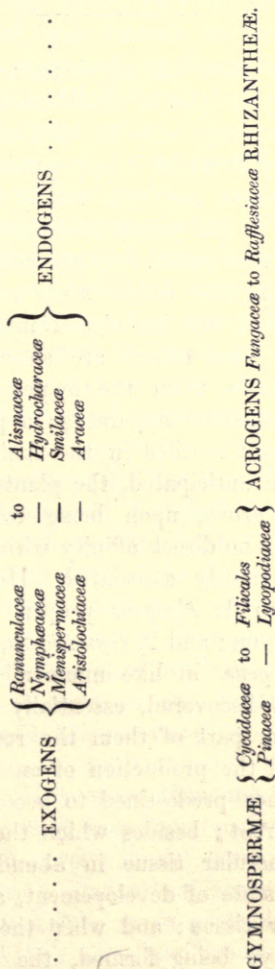 Ranunculaceæ to Alismaceæ
Nymphæaceæ — Hydrocharaceæ
. . . . . . EXOGENS { } ENDOGENS . . . . . .
Menispermaceæ — Smilaceæ
Aristolochiaceæ — Araceæ
Cycadaceæ to Filicales
GYMNOSPERMÆ { } ACROGENS Fungaceæ to Rafflesiaceæ RHIZANTHEÆ.
Pinaceæ — Lycopodiaceæ